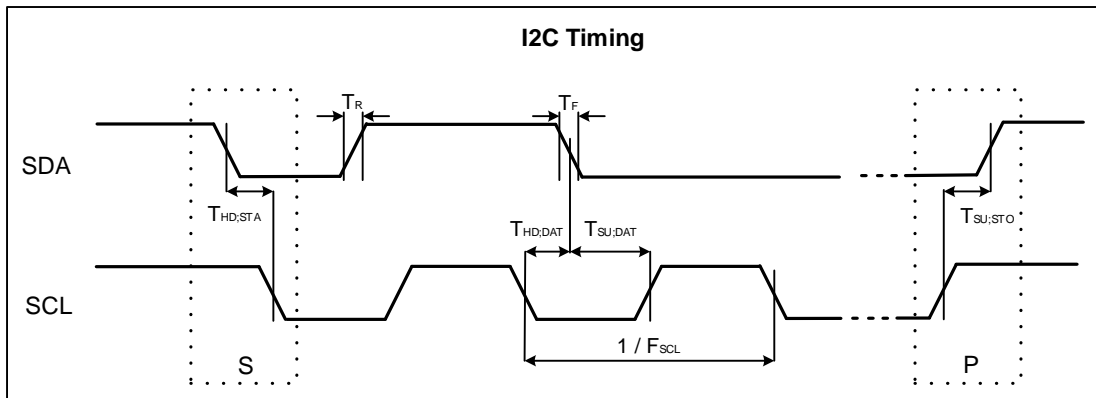 I2C Timing
TR
TF
SDA
THD;STA
THD;DAT
TSU;DAT
TSU;STO
SCL
1 / FSCL
S
P